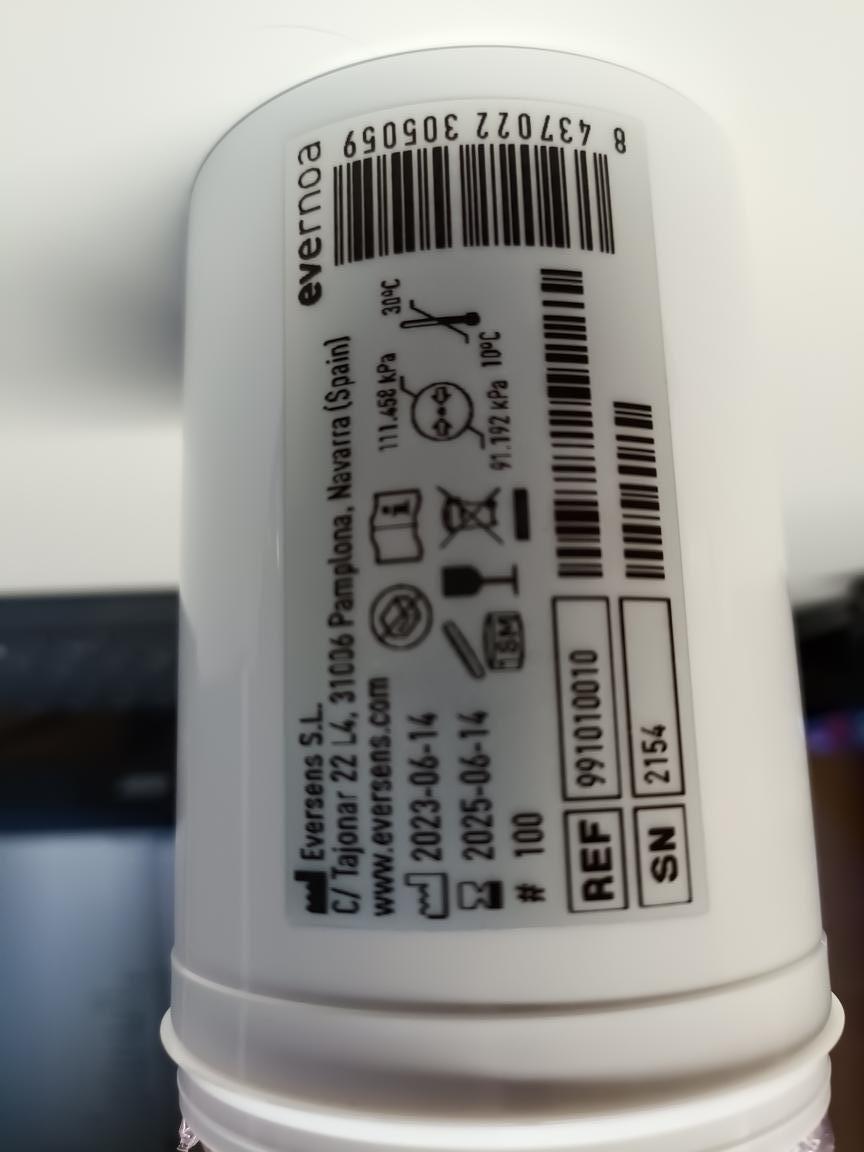 evernoa
Eversens S.L.
C/ Tajonar 22 L4, 31006 Pamplona, Navarra (Spain)
www.eversens.com
2023-06-14
2025-06-14
# 100
18M
111.458 kPa
91.192 kPa
30ºC
10ºC
REF 991010010
SN 2154
8 437022 305059